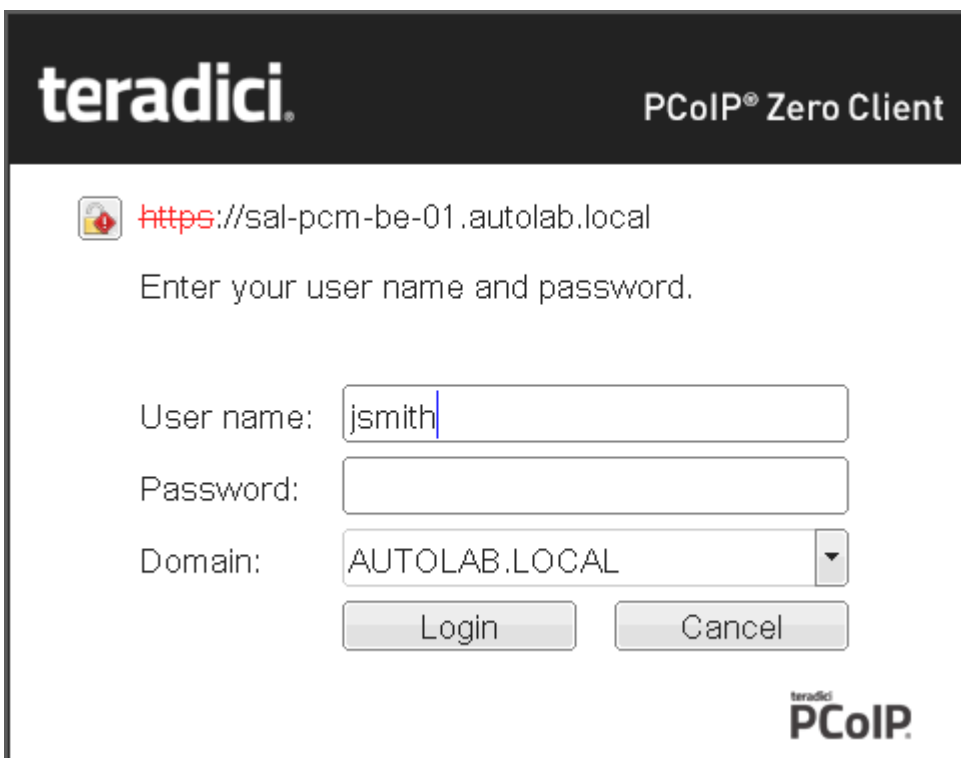 teradici.
PCoIP® Zero Client
https://sal-pcm-be-01.autolab.local
Enter your user name and password.
User name: jsmith
Password:
Domain: AUTOLAB.LOCAL
Login Cancel
teradici
PCoIP.